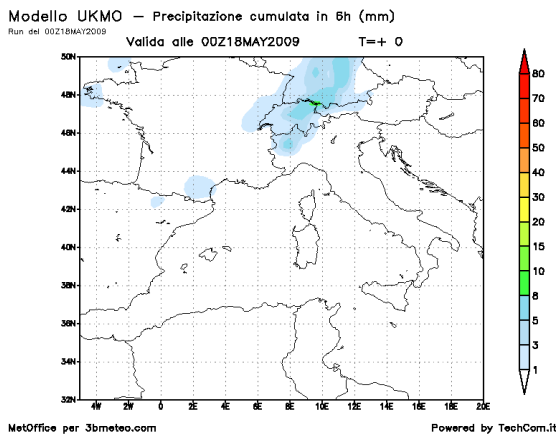 Modello UKMO – Precipitazione cumulata in 6h (mm)
Run del 00Z18MAY2009
Valida alle 00Z18MAY2009 T=+ 0
50N
48N
46N
44N
42N
40N
38N
36N
34N
32N
4W 2W 0 2E 4E 6E 8E 10E 12E 14E 16E 18E 20E
80
70
60
50
40
30
20
15
10
8
5
3
1
MetOffice per 3bmeteo.com Powered by TechCom.it